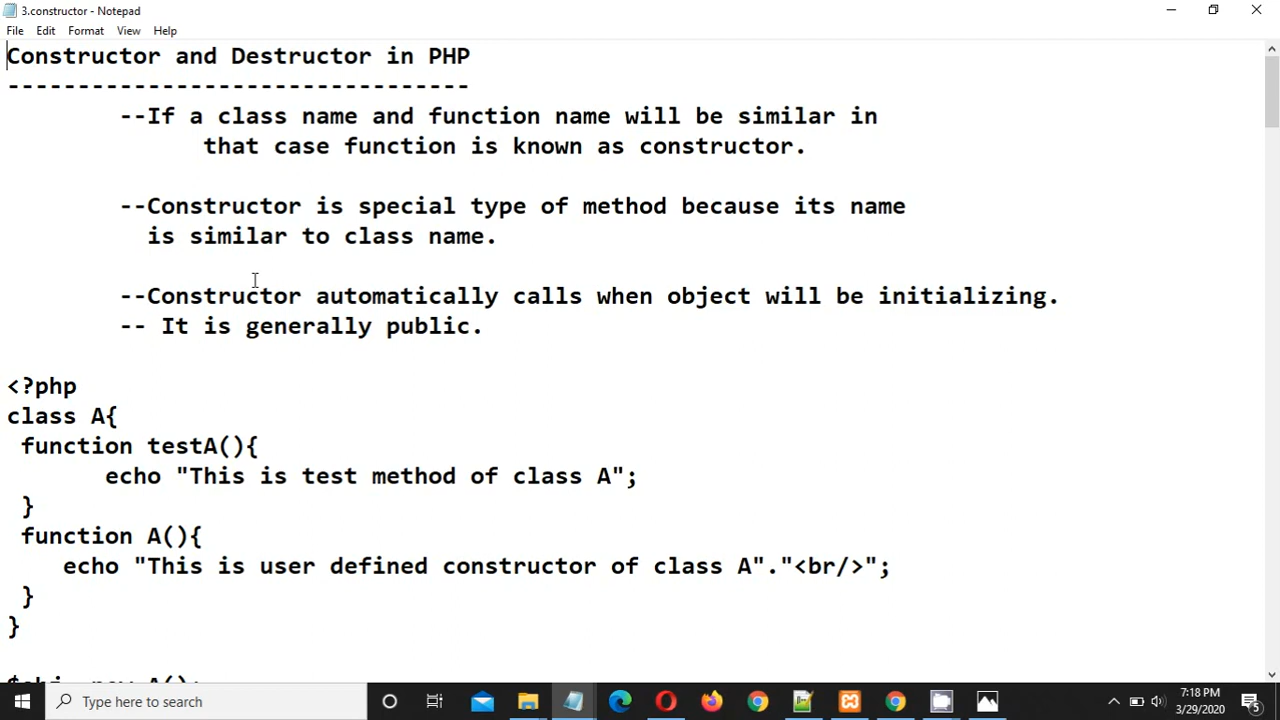 3.constructor - Notepad
File Edit Format View Help
Constructor and Destructor in PHP
---------------------------------
--If a class name and function name will be similar in
that case function is known as constructor.
--Constructor is special type of method because its name
is similar to class name.
--Constructor automatically calls when object will be initializing.
-- It is generally public.
<?php
class A{
function testA(){
echo "This is test method of class A";
}
function A(){
echo "This is user defined constructor of class A"."<br/>";
}
}
Type here to search
7:18 PM
3/29/2020
5